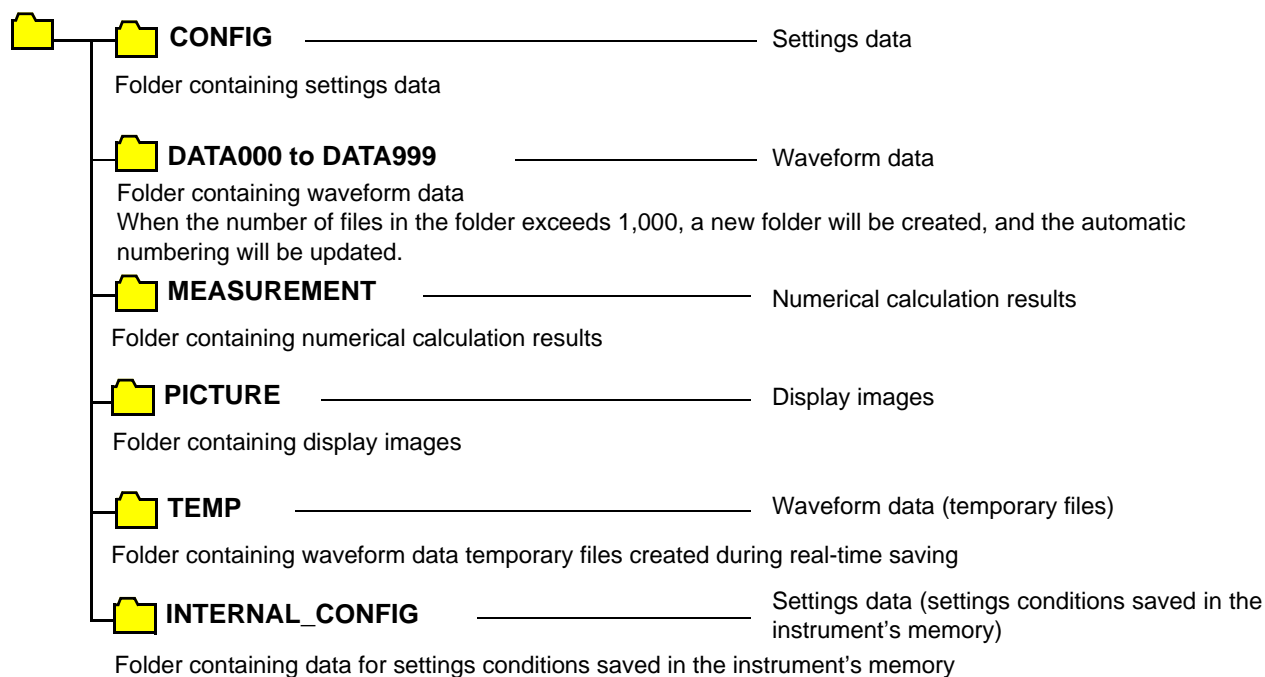 CONFIG Settings data
Folder containing settings data
DATA000 to DATA999 Waveform data
Folder containing waveform data
When the number of files in the folder exceeds 1,000, a new folder will be created, and the automatic
numbering will be updated.
MEASUREMENT Numerical calculation results
Folder containing numerical calculation results
PICTURE Display images
Folder containing display images
TEMP Waveform data (temporary files)
Folder containing waveform data temporary files created during real-time saving
INTERNAL_CONFIG Settings data (settings conditions saved in the
instrument's memory)
Folder containing data for settings conditions saved in the instrument's memory